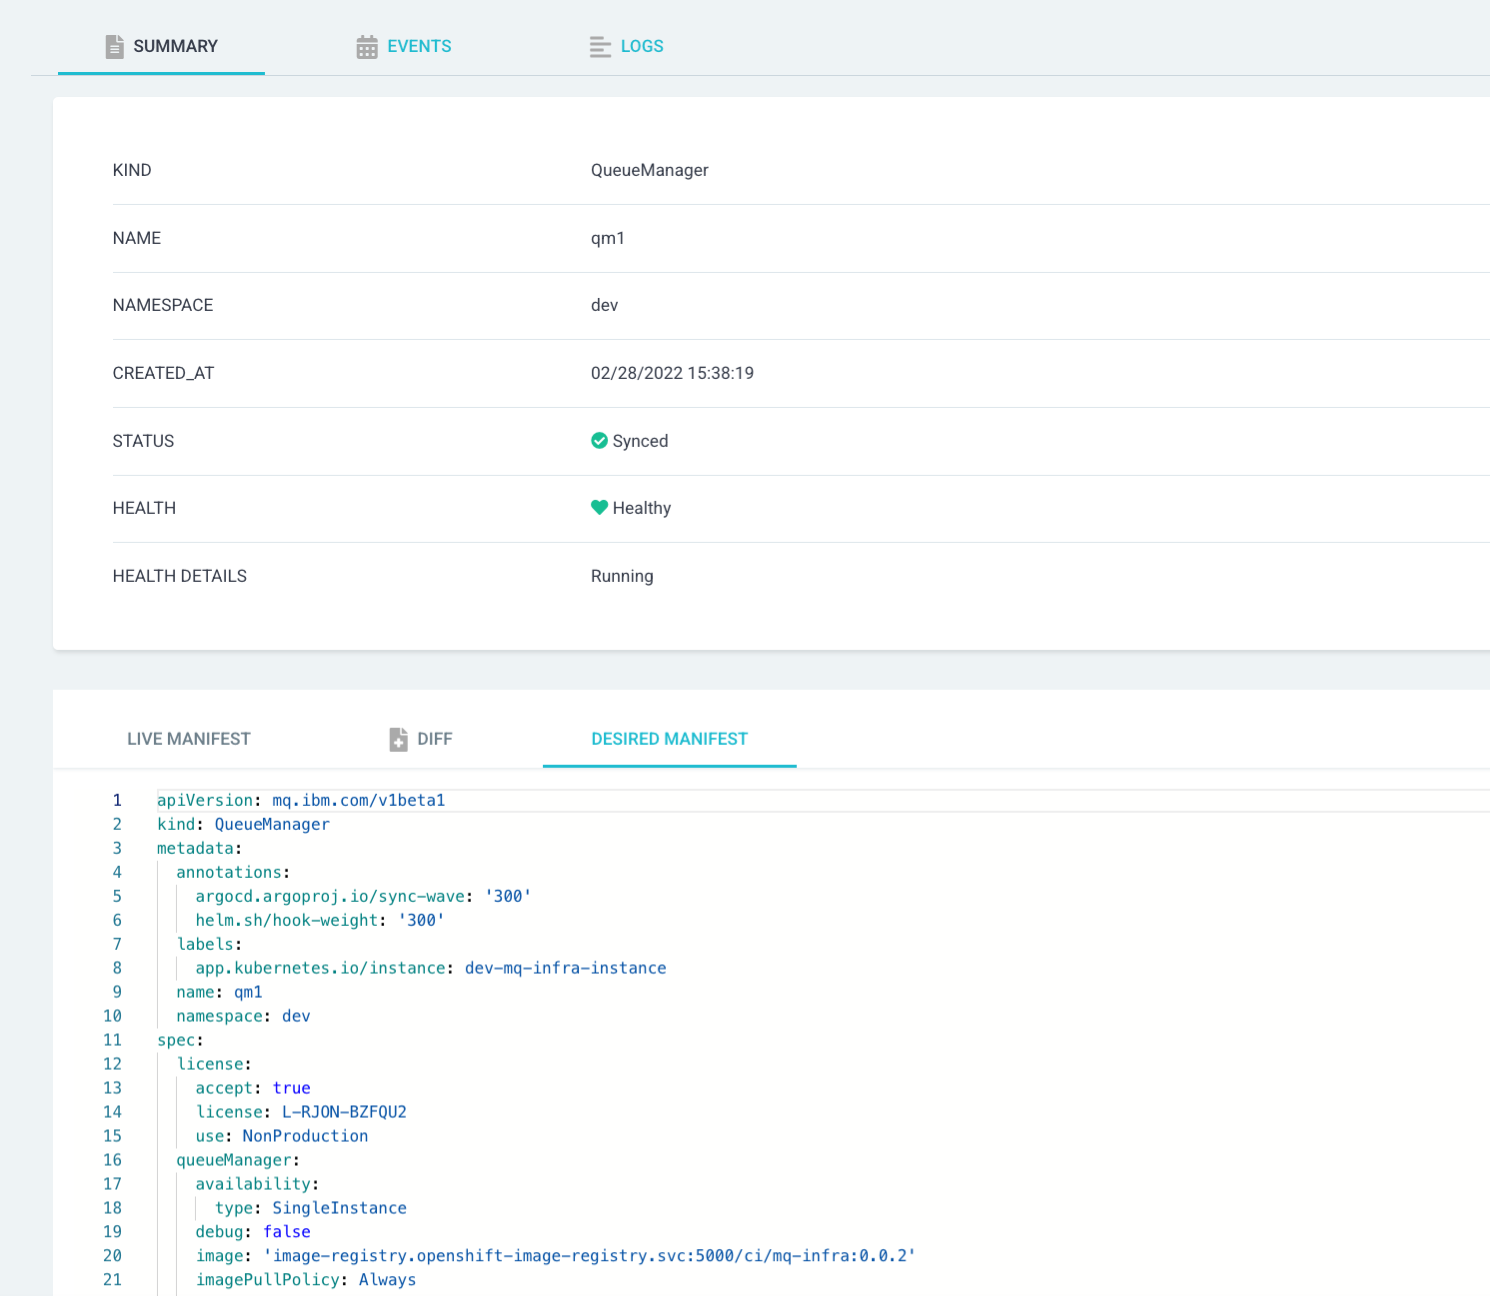 SUMMARY EVENTS LOGS
KIND QueueManager
NAME qm1
NAMESPACE dev
CREATED_AT 02/28/2022 15:38:19
STATUS Synced
HEALTH Healthy
HEALTH DETAILS Running
LIVE MANIFEST DIFF DESIRED MANIFEST
1 apiVersion: mq.ibm.com/v1beta1
2 kind: QueueManager
3 metadata:
4   annotations:
5     argocd.argoproj.io/sync-wave: '300'
6     helm.sh/hook-weight: '300'
7   labels:
8     app.kubernetes.io/instance: dev-mq-infra-instance
9   name: qm1
10   namespace: dev
11 spec:
12   license:
13     accept: true
14     license: L-RJON-BZFQU2
15     use: NonProduction
16   queueManager:
17     availability:
18       type: SingleInstance
19     debug: false
20     image: 'image-registry.openshift-image-registry.svc:5000/ci/mq-infra:0.0.2'
21     imagePullPolicy: Always